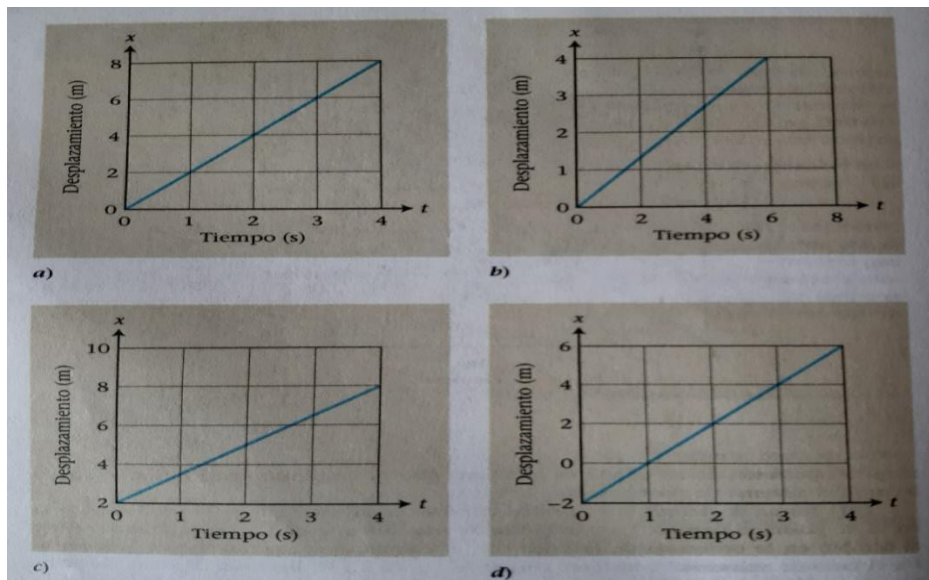 x
8
6
4
2
0
Desplazamiento (m)
0 1 2 3 4 t
Tiempo (s)
a)
x
4
3
2
1
0
Desplazamiento (m)
0 2 4 6 8 t
Tiempo (s)
b)
x
10
8
6
4
2
Desplazamiento (m)
0 1 2 3 4 t
Tiempo (s)
c)
x
6
4
2
0
−2
Desplazamiento (m)
0 1 2 3 4 t
Tiempo (s)
d)